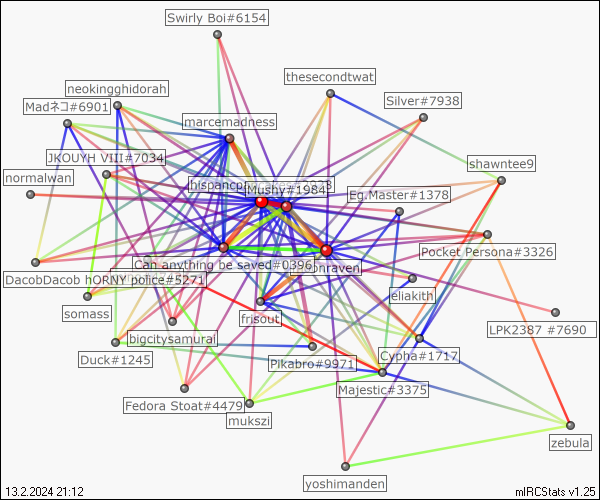 Swirly Boi#6154
thesecondtwat
neokingghidorah
Silver#7938
Madネコ#6901
marcemadness
JKOUYH VIII#7034
shawntee9
normalwan
Mushy#1984
Eg.Master#1378
Pocket Persona#3326
Can anything be saved#0396
DacobDacob
HORNY police#5271
eliakith
somass
frisout
LPK2387 #7690
bigcitysamurai
Duck#1245
Pikabro#9971
Cypha#1717
Majestic#3375
Fedora Stoat#4479
mukszi
zebula
yoshimanden
13.2.2024 21:12
mIRCStats v1.25